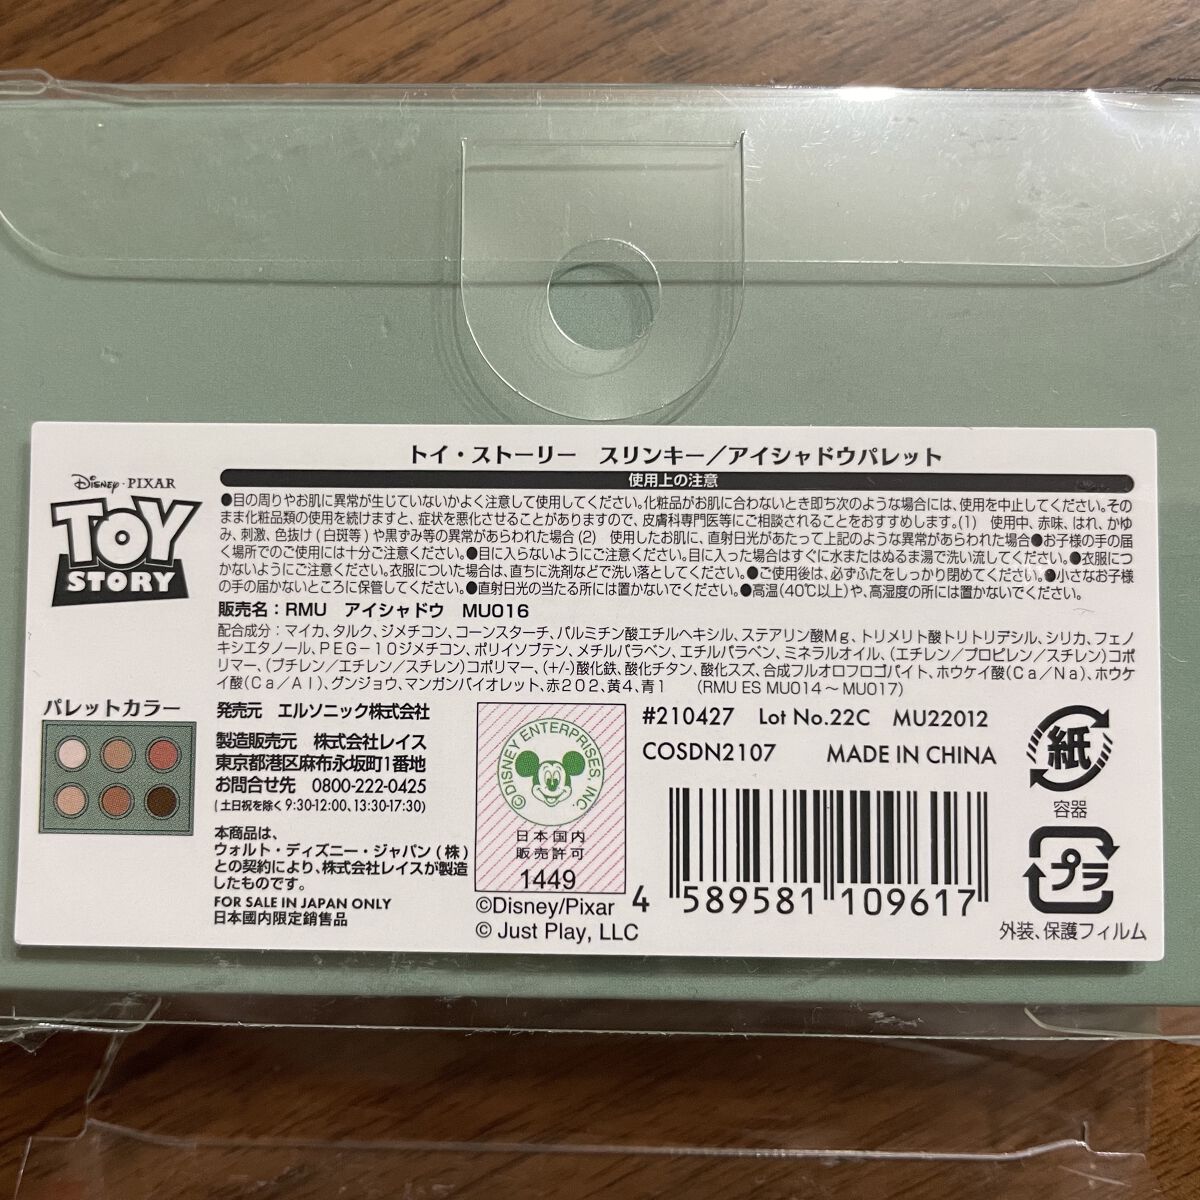 トイ・ストーリー　スリンキー／アイシャドウパレット
Disney・PIXAR
TOY
STORY
使用上の注意
●目の周りやお肌に異常が生じていないかよく注意して使用してください。化粧品がお肌に合わないとき即ち次のような場合には、使用を中止してください。その
まま化粧品類の使用を続けますと、症状を悪化させることがありますので、皮膚科専門医等にご相談されることをおすすめします。(1)　使用中、赤味、はれ、かゆ
み、刺激、色抜け(白斑等)や黒ずみ等の異常があらわれた場合(2)　使用したお肌に、直射日光があたって上記のような異常があらわれた場合●お子様の手の届
く場所でのご使用には十分ご注意ください。●目に入らないようにご注意ください。目に入った場合はすぐに水またはぬるま湯で洗い流してください。●衣服につ
かないようにご注意ください。衣服についた場合は、直ちに洗剤などで洗い落としてください。●ご使用後は、必ずふたをしっかり閉めてください。●小さなお子様
の手の届かないところに保管してください。●直射日光の当たる所には置かないでください。●高温(40℃以上)や、高湿度の所には置かないでください。
販売名：RMU　アイシャドウ　MU016
配合成分：マイカ、タルク、ジメチコン、コーンスターチ、パルミチン酸エチルヘキシル、ステアリン酸Mg、トリメリト酸トリトリデシル、シリカ、フェノ
キシエタノール、PEG-10ジメチコン、ポリイソブテン、メチルパラベン、エチルパラベン、ミネラルオイル、(エチレン/プロピレン/スチレン)コポ
リマー、(ブチレン/エチレン/スチレン)コポリマー、(+/-)酸化鉄、酸化チタン、酸化スズ、合成フルオロフロゴパイト、ホウケイ酸(Ca/Na)、ホウケ
イ酸(Ca/Al)、グンジョウ、マンガンバイオレット、赤202、黄4、青1　(RMU ES MU014～MU017)
パレットカラー
発売元　エルソニック株式会社
製造販売元　株式会社レイス
東京都港区麻布永坂町1番地
お問合せ先　0800-222-0425
(土日祝を除く9:30-12:00、13:30-17:30)
本商品は、
ウォルト・ディズニー・ジャパン(株)
との契約により、株式会社レイスが製造
したものです。
FOR SALE IN JAPAN ONLY
日本國内限定銷售品
©DISNEY ENTERPRISES, INC.
日本国内
販売許可
1449
©Disney/Pixar
© Just Play, LLC
#210427　Lot No.22C　MU22012
COSDN2107　MADE IN CHINA
4 589581 109617
紙
容器
プラ
外装、保護フィルム